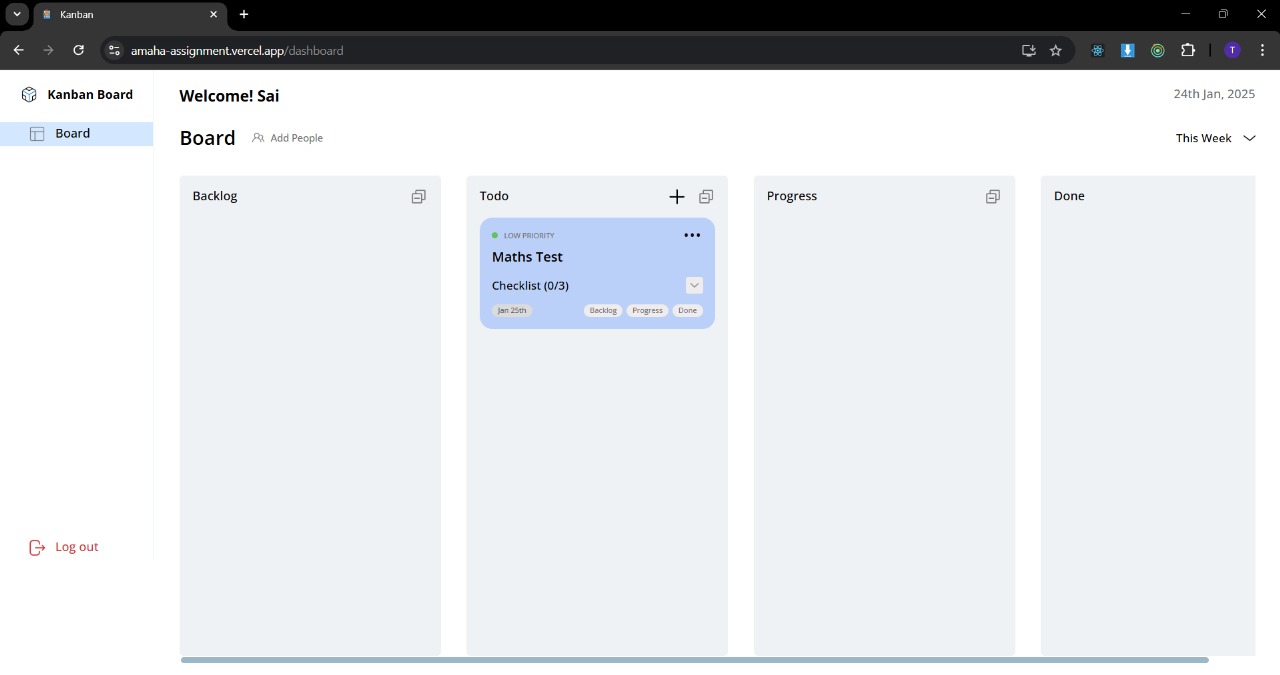 Kanban
amaha-assignment.vercel.app/dashboard
T
Kanban Board
Board
Log out
Welcome! Sai
24th Jan, 2025
Board
Add People
This Week
Backlog
Todo
LOW PRIORITY
Maths Test
Checklist (0/3)
Jan 25th Backlog Progress Done
Progress
Done